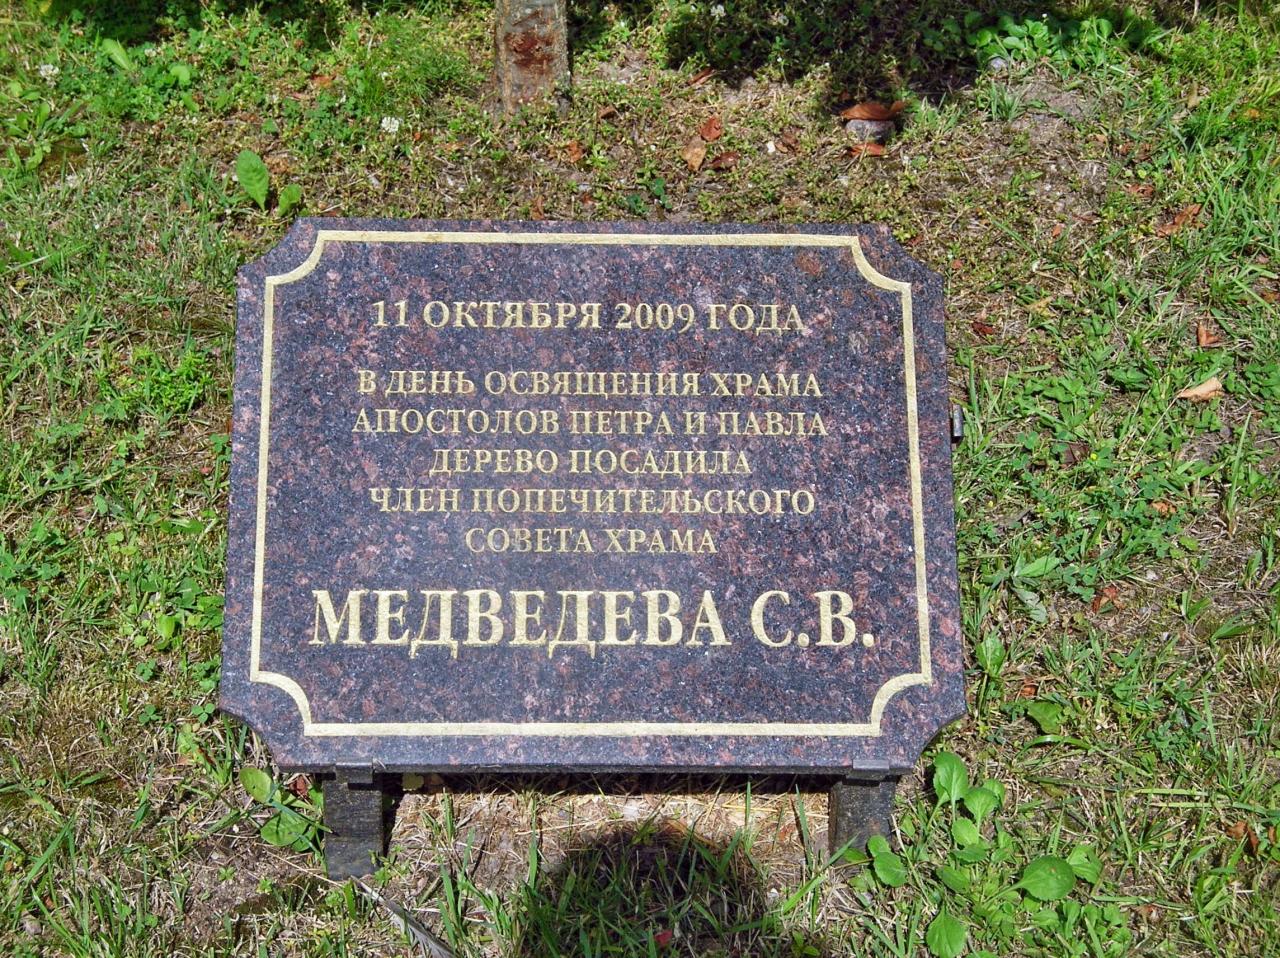 11 ОКТЯБРЯ 2009 ГОДА
В ДЕНЬ ОСВЯЩЕНИЯ ХРАМА
АПОСТОЛОВ ПЕТРА И ПАВЛА
ДЕРЕВО ПОСАДИЛА
ЧЛЕН ПОПЕЧИТЕЛЬСКОГО
СОВЕТА ХРАМА
МЕДВЕДЕВА С.В.